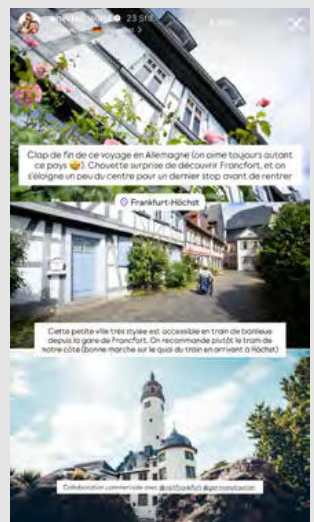 23 Std.
Clap de fin de ce voyage en Allemagne (on aime toujours autant
ce pays 😍). Chouette surprise de découvrir Francfort, et on
s'éloigne un peu du centre pour un dernier stop avant de rentrer
Frankfurt-Höchst
Cette petite ville très stylée est accessible en train de banlieue
depuis la gare de Francfort. On recommande plutôt le tram de
notre côté (bonne marche sur le quai du train en arrivant à Höchst)
Collaboration commerciale avec @visitfrankfurt @germanytourism